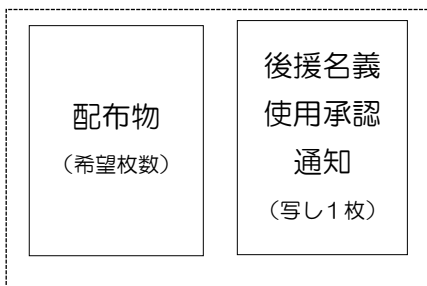 配布物
（希望枚数）
後援名義
使用承認
通知
（写し１枚）